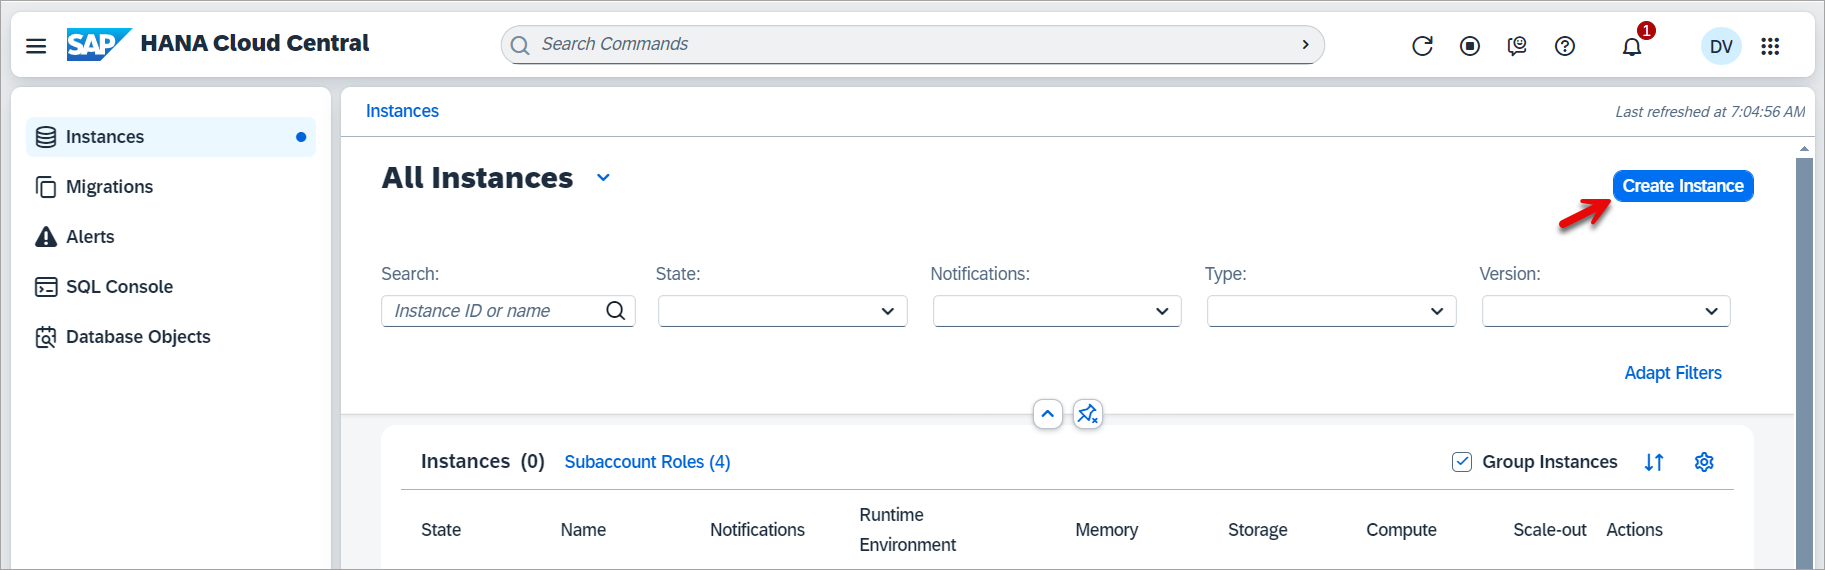 SAP HANA Cloud Central
Search Commands
1
DV
Instances
Migrations
Alerts
SQL Console
Database Objects
Instances
Last refreshed at 7:04:56 AM
All Instances
Create Instance
Search: State: Notifications: Type: Version:
Instance ID or name
Adapt Filters
Instances (0) Subaccount Roles (4) Group Instances
State Name Notifications Runtime Environment Memory Storage Compute Scale-out Actions